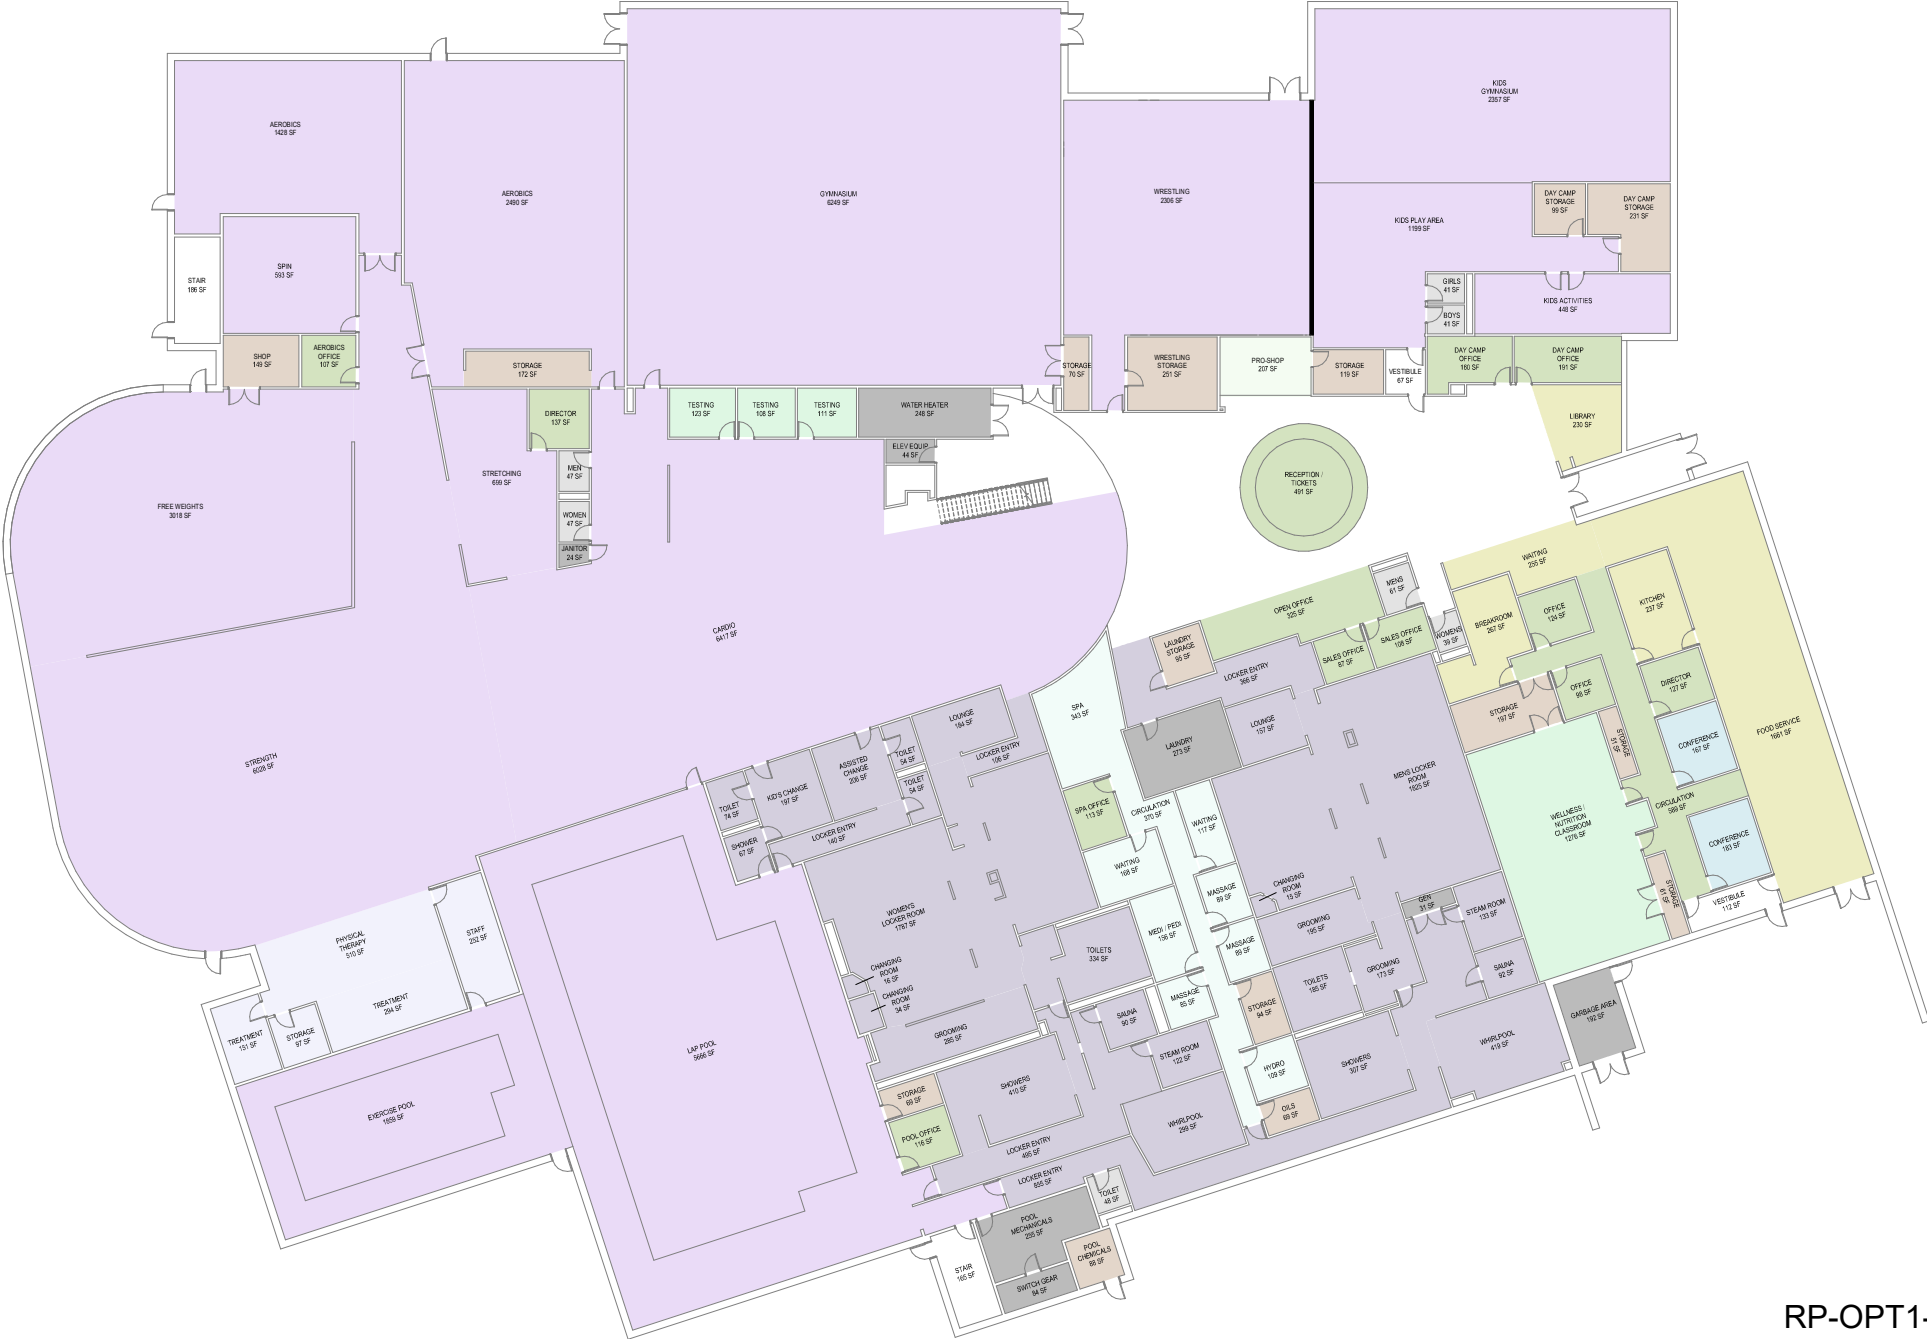 KIDS
GYMNASIUM
2357 SF
AEROBICS
1428 SF
AEROBICS
2490 SF
GYMNASIUM
6249 SF
WRESTLING
2306 SF
DAY CAMP
STORAGE
99 SF
DAY CAMP
STORAGE
231 SF
KIDS PLAY AREA
1199 SF
STAIR
186 SF
SPIN
593 SF
GIRLS
41 SF
BOYS
41 SF
KIDS ACTIVITIES
448 SF
SHOP
149 SF
AEROBICS
OFFICE
107 SF
STORAGE
172 SF
STORAGE
70 SF
WRESTLING
STORAGE
251 SF
PRO-SHOP
207 SF
STORAGE
119 SF
VESTIBULE
67 SF
DAY CAMP
OFFICE
160 SF
DAY CAMP
OFFICE
191 SF
DIRECTOR
137 SF
TESTING
123 SF
TESTING
108 SF
TESTING
111 SF
WATER HEATER
248 SF
LIBRARY
230 SF
ELEV EQUIP
44 SF
STRETCHING
699 SF
MEN
47 SF
WOMEN
47 SF
JANITOR
24 SF
RECEPTION /
TICKETS
491 SF
FREE WEIGHTS
3018 SF
CARDIO
6417 SF
STRENGTH
6028 SF
WAITING
255 SF
MENS
61 SF
OPEN OFFICE
325 SF
LAUNDRY
STORAGE
95 SF
LOCKER ENTRY
366 SF
SALES OFFICE
87 SF
SALES OFFICE
108 SF
WOMENS
39 SF
BREAKROOM
267 SF
OFFICE
124 SF
KITCHEN
237 SF
OFFICE
98 SF
DIRECTOR
127 SF
STORAGE
197 SF
STORAGE
51 SF
CONFERENCE
167 SF
FOOD SERVICE
1661 SF
CIRCULATION
589 SF
CONFERENCE
183 SF
VESTIBULE
112 SF
STORAGE
61 SF
WELLNESS /
NUTRITION
CLASSROOM
1276 SF
SPA
343 SF
LAUNDRY
273 SF
LOUNGE
157 SF
MENS LOCKER
ROOM
1825 SF
LOUNGE
184 SF
LOCKER ENTRY
106 SF
TOILET
54 SF
TOILET
54 SF
ASSISTED
CHANGE
206 SF
KID'S CHANGE
197 SF
TOILET
74 SF
SHOWER
67 SF
LOCKER ENTRY
140 SF
SPA OFFICE
113 SF
CIRCULATION
370 SF
WAITING
117 SF
WAITING
168 SF
MASSAGE
89 SF
CHANGING
ROOM
15 SF
GEN
31 SF
STEAM ROOM
133 SF
WOMEN'S
LOCKER ROOM
1787 SF
MEDI / PEDI
156 SF
MASSAGE
89 SF
GROOMING
195 SF
TOILETS
334 SF
TOILETS
185 SF
GROOMING
173 SF
SAUNA
92 SF
STAFF
252 SF
PHYSICAL
THERAPY
510 SF
TREATMENT
294 SF
TREATMENT
151 SF
STORAGE
97 SF
CHANGING
ROOM
16 SF
CHANGING
ROOM
34 SF
MASSAGE
85 SF
STORAGE
94 SF
GARBAGE AREA
192 SF
GROOMING
285 SF
SAUNA
90 SF
STEAM ROOM
122 SF
WHIRLPOOL
419 SF
LAP POOL
5666 SF
SHOWERS
410 SF
HYDRO
109 SF
SHOWERS
307 SF
STORAGE
69 SF
OILS
69 SF
EXERCISE POOL
1859 SF
POOL OFFICE
116 SF
WHIRLPOOL
299 SF
LOCKER ENTRY
495 SF
LOCKER ENTRY
855 SF
TOILET
48 SF
POOL
MECHANICALS
255 SF
POOL
CHEMICALS
88 SF
STAIR
165 SF
SWITCH GEAR
94 SF
RP-OPT1-